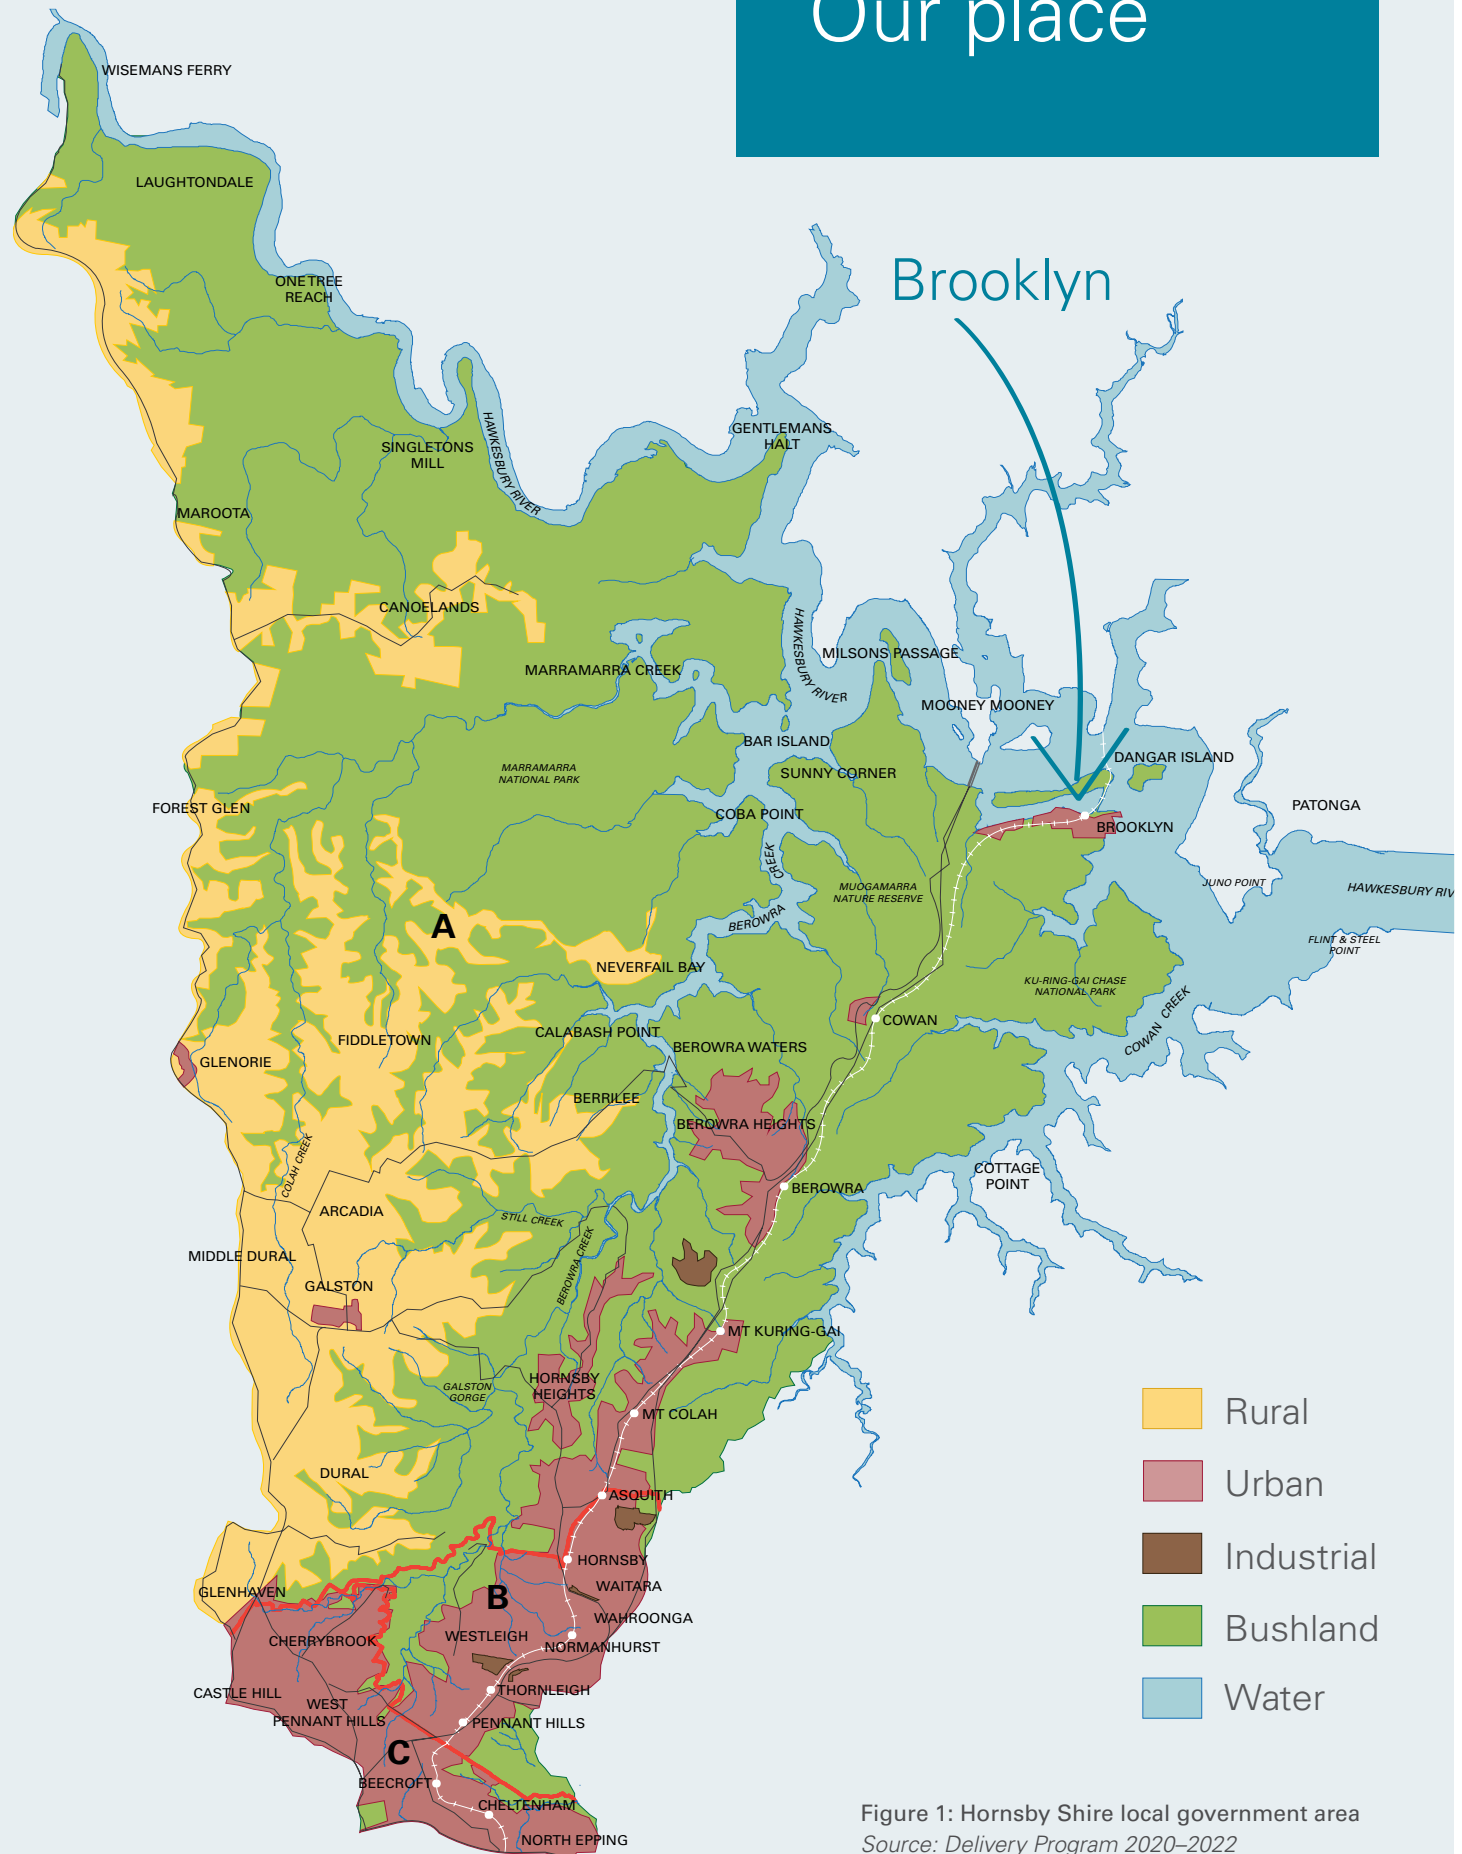 Our place
WISEMANS FERRY
LAUGHTONDALE
ONE TREE
REACH
Brooklyn
HAWKESBURY RIVER
GENTLEMANS
HALT
SINGLETONS
MILL
MAROOTA
CANOELANDS
HAWKESBURY RIVER
MILSONS PASSAGE
MARRAMARRA CREEK
MOONEY MOONEY
BAR ISLAND
DANGAR ISLAND
SUNNY CORNER
MARRAMARRA
NATIONAL PARK
FOREST GLEN
COBA POINT
PATONGA
BROOKLYN
CREEK
BEROWRA
MUOGAMARRA
NATURE RESERVE
JUNO POINT
HAWKESBURY RIV
A
FLINT & STEEL
POINT
NEVERFAIL BAY
KU-RING-GAI CHASE
NATIONAL PARK
COWAN CREEK
COWAN
CALABASH POINT
FIDDLETOWN
BEROWRA WATERS
GLENORIE
BERRILEE
BEROWRA HEIGHTS
COLAH CREEK
COTTAGE
POINT
BEROWRA
ARCADIA
STILL CREEK
BEROWRA CREEK
MIDDLE DURAL
GALSTON
MT KURING-GAI
HORNSBY
HEIGHTS
GALSTON
GORGE
MT COLAH
Rural
DURAL
Urban
ASQUITH
HORNSBY
Industrial
GLENHAVEN
B
WAITARA
WAHROONGA
CHERRYBROOK
WESTLEIGH
NORMANHURST
Bushland
CASTLE HILL
THORNLEIGH
WEST
PENNANT HILLS
PENNANT HILLS
Water
C
BEECROFT
CHELTENHAM
NORTH EPPING
Figure 1: Hornsby Shire local government area
Source: Delivery Program 2020–2022